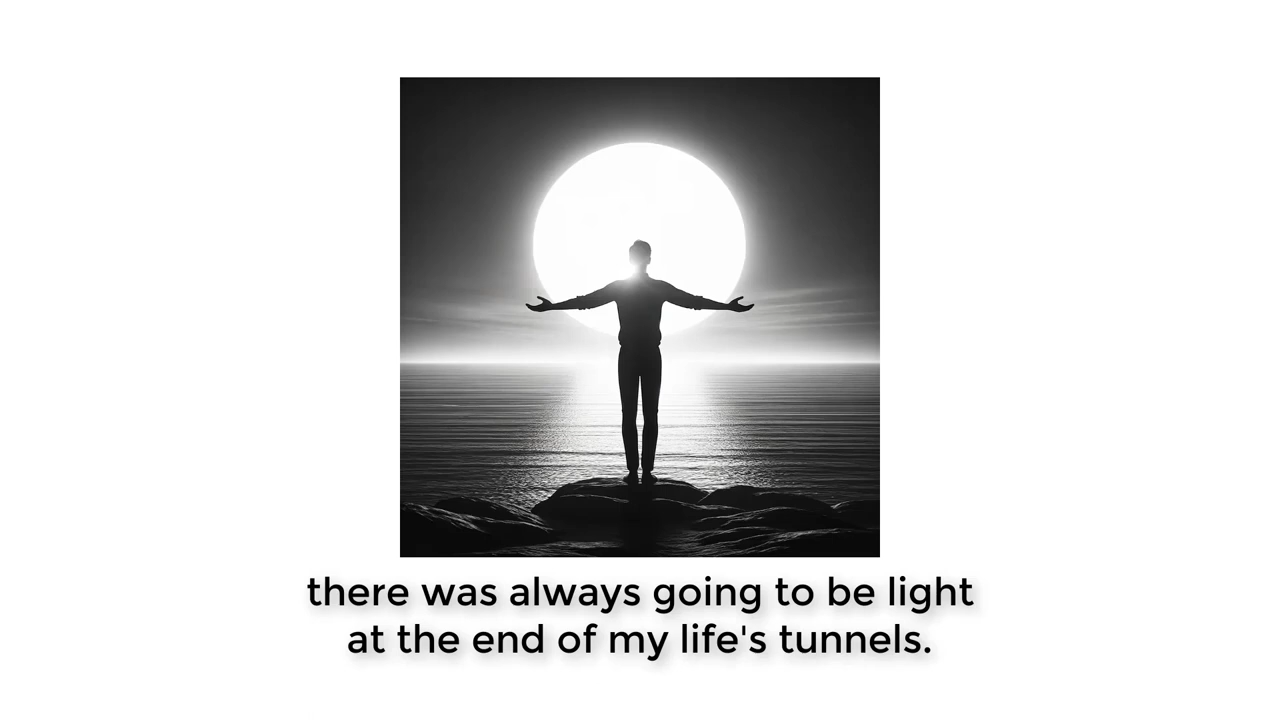 there was always going to be light
at the end of my life's tunnels.